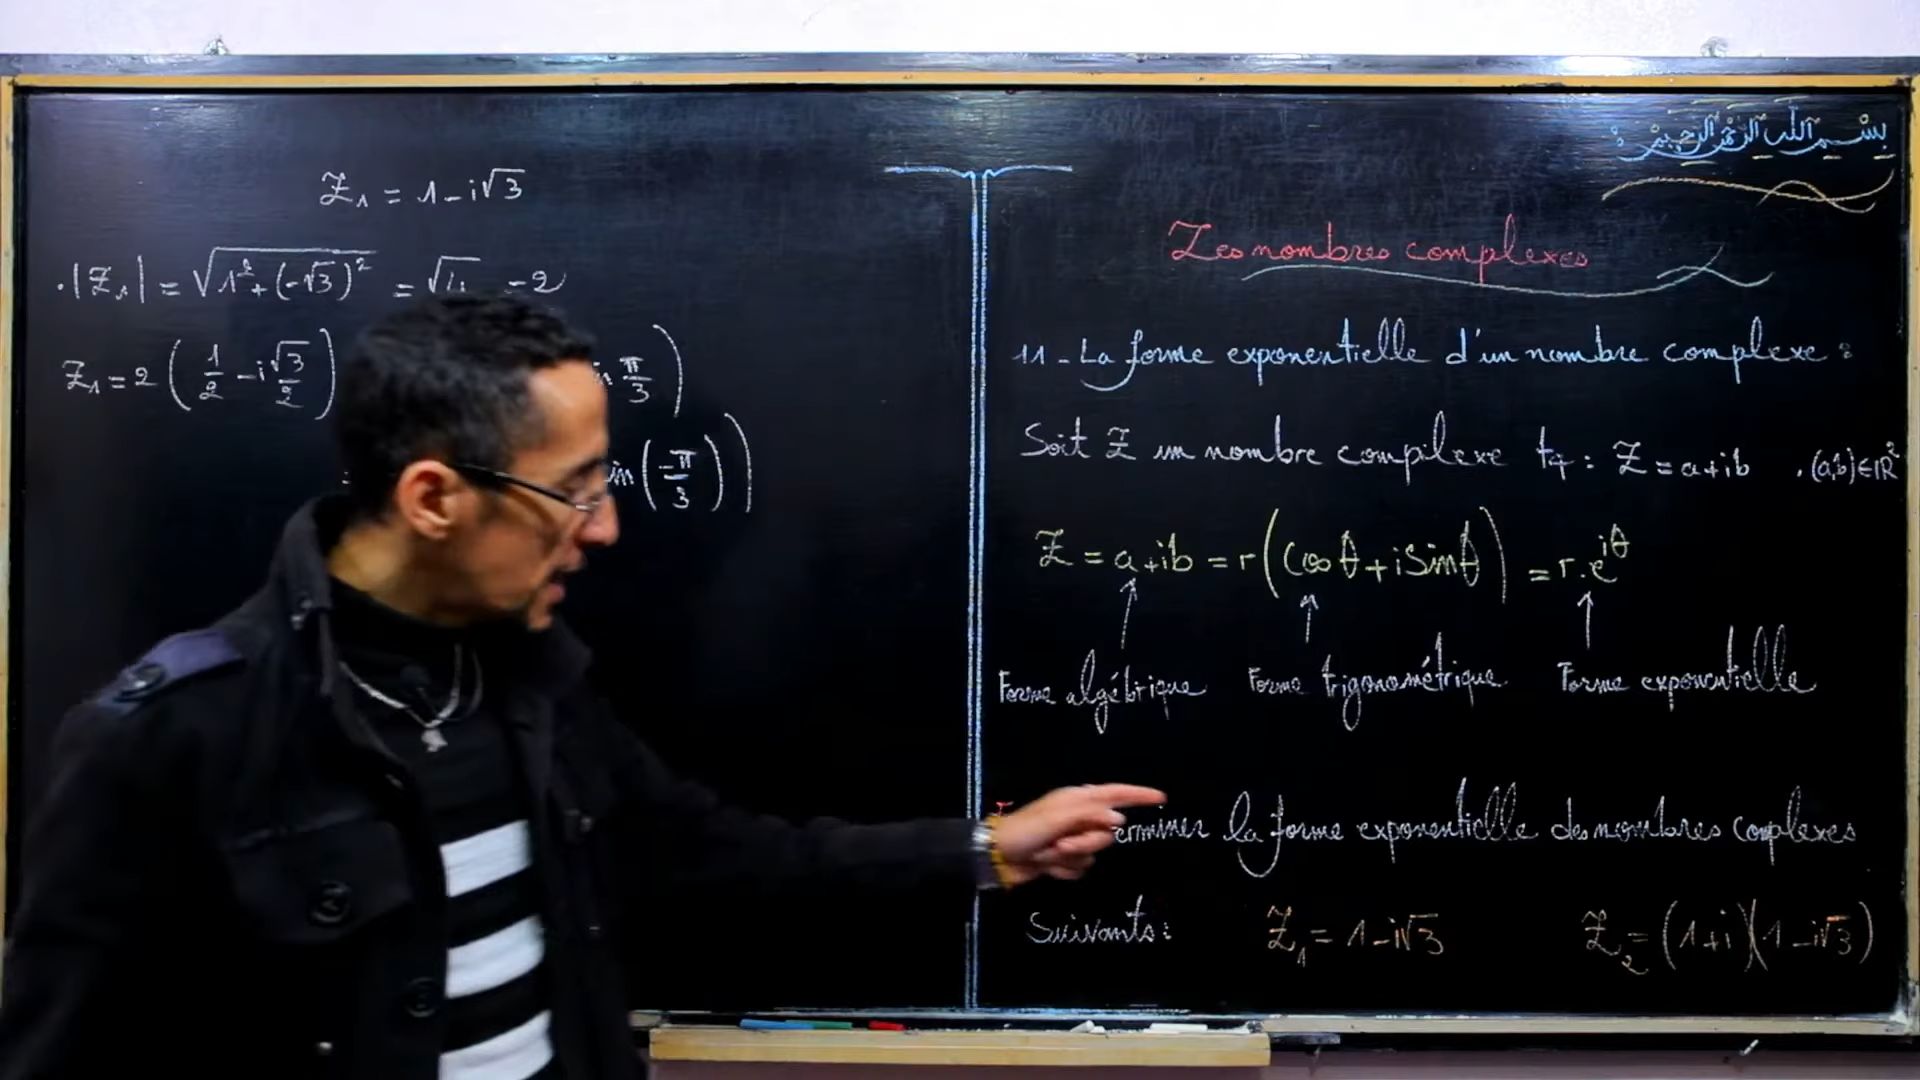 Z₁ = 1 - i√3
· |Z₁| = √(1² + (-√3)²) = √4 = 2
Z₁ = 2 ( 1/2 - i √3/2 ) π/3 )
= in ( -π/3 ) )
بسم الله الرحمن الرحيم :
Les nombres complexes
11 - La forme exponentielle d'un nombre complexe :
Soit Z un nombre complexe tq : Z = a + ib . (a,b) ∈ ℝ²
Z = a + ib = r ( Cos θ + i Sin θ ) = r . e^{iθ}
Forme algébrique Forme trigonométrique Forme exponentielle
erminer la forme exponentielle des nombres complexes
Suivants : Z₁ = 1 - i√3 Z₂ = (1 + i)(1 - i√3)